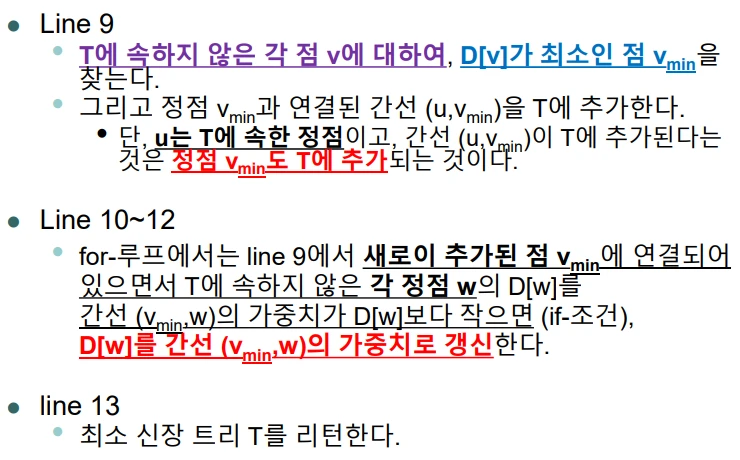 Line 9
T에 속하지 않은 각 점 v에 대하여, D[v]가 최소인 점 vmin을
찾는다.
그리고 정점 vmin과 연결된 간선 (u,vmin)을 T에 추가한다.
단, u는 T에 속한 정점이고, 간선 (u,vmin)이 T에 추가된다는
것은 정점 vmin도 T에 추가되는 것이다.
Line 10~12
for-루프에서는 line 9에서 새로이 추가된 점 vmin에 연결되어
있으면서 T에 속하지 않은 각 정점 w의 D[w]를
간선 (vmin,w)의 가중치가 D[w]보다 작으면 (if-조건),
D[w]를 간선 (vmin,w)의 가중치로 갱신한다.
line 13
최소 신장 트리 T를 리턴한다.